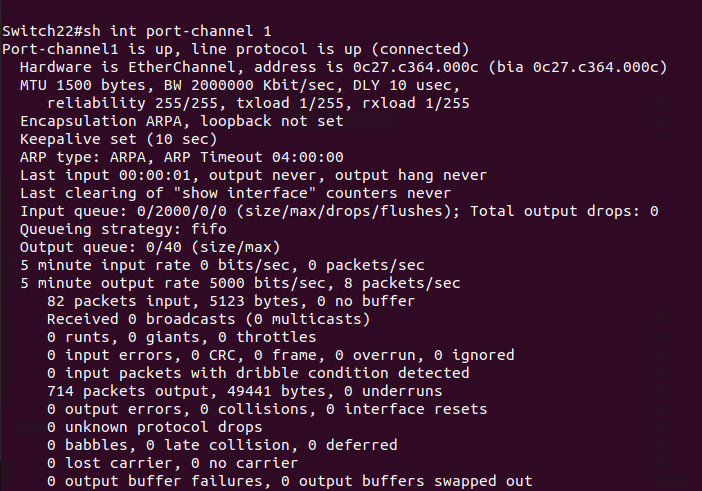 Switch22#sh int port-channel 1
Port-channel1 is up, line protocol is up (connected)
  Hardware is EtherChannel, address is 0c27.c364.000c (bia 0c27.c364.000c)
  MTU 1500 bytes, BW 2000000 Kbit/sec, DLY 10 usec,
     reliability 255/255, txload 1/255, rxload 1/255
  Encapsulation ARPA, loopback not set
  Keepalive set (10 sec)
  ARP type: ARPA, ARP Timeout 04:00:00
  Last input 00:00:01, output never, output hang never
  Last clearing of "show interface" counters never
  Input queue: 0/2000/0/0 (size/max/drops/flushes); Total output drops: 0
  Queueing strategy: fifo
  Output queue: 0/40 (size/max)
  5 minute input rate 0 bits/sec, 0 packets/sec
  5 minute output rate 5000 bits/sec, 8 packets/sec
     82 packets input, 5123 bytes, 0 no buffer
     Received 0 broadcasts (0 multicasts)
     0 runts, 0 giants, 0 throttles
     0 input errors, 0 CRC, 0 frame, 0 overrun, 0 ignored
     0 input packets with dribble condition detected
     714 packets output, 49441 bytes, 0 underruns
     0 output errors, 0 collisions, 0 interface resets
     0 unknown protocol drops
     0 babbles, 0 late collision, 0 deferred
     0 lost carrier, 0 no carrier
     0 output buffer failures, 0 output buffers swapped out